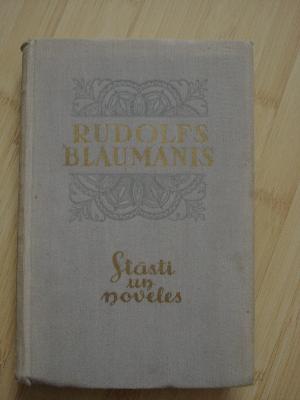 RUDOLFS
BLAUMANIS
Stāsti
un
noveles